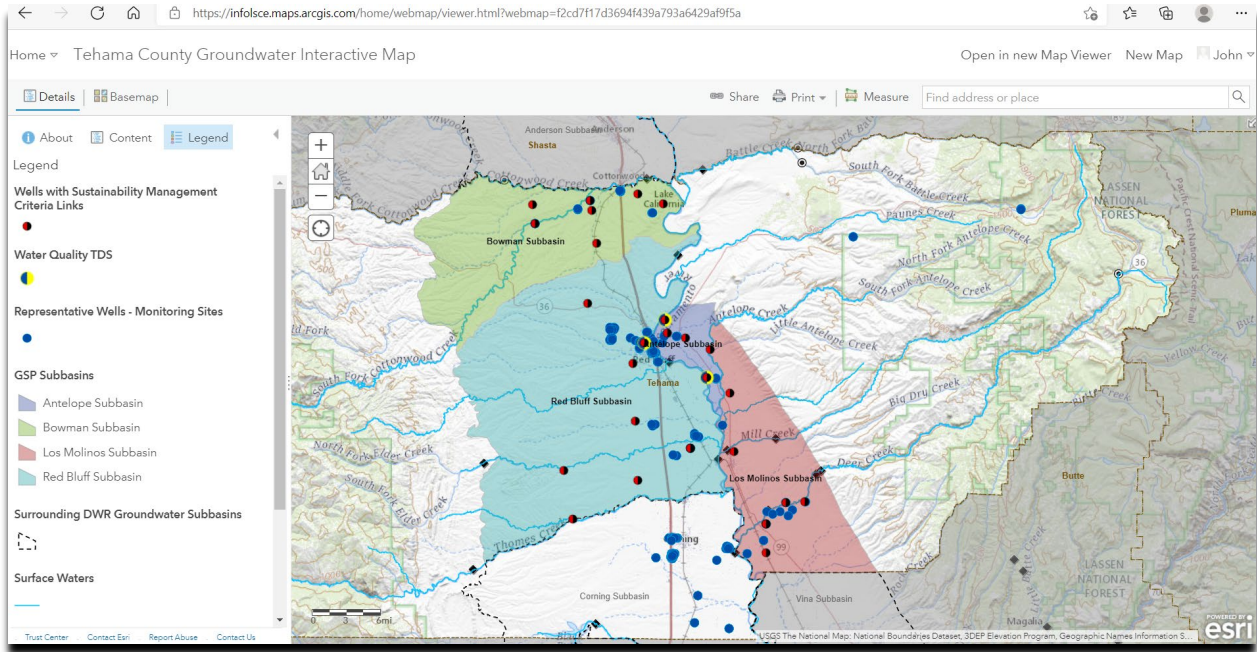 https://infolsce.maps.arcgis.com/home/webmap/viewer.html?webmap=f2cd7f17d3694f439a793a6429af9f5a
Home Tehama County Groundwater Interactive Map
Open in new Map Viewer New Map John
Details Basemap
Share Print Measure Find address or place
About Content Legend
Legend
Wells with Sustainability Management
Criteria Links
Water Quality TDS
Representative Wells - Monitoring Sites
GSP Subbasins
Antelope Subbasin
Bowman Subbasin
Los Molinos Subbasin
Red Bluff Subbasin
Surrounding DWR Groundwater Subbasins
Surface Waters
Trust Center Contact Esri Report Abuse Contact Us
Anderson Subbasin
Shasta
Battle Creek
North Fork
Cottonwood Creek
Lake
California
South Fork Battle Creek
LASSEN
NATIONAL
FOREST
Paunes Creek
Pluma
Bowman Subbasin
North Fork Antelope Creek
36
South Fork Antelope Creek
36
Antelope Creek
Little Antelope Creek
South Fork Cottonwood Creek
Antelope Subbasin
Tehama
Big Dry Creek
Red Bluff Subbasin
Mill Creek
North Fork Elder Creek
Deer Creek
South Fork Elder Creek
Los Molinos Subbasin
Butte
Thomes Creek
99
LASSEN
NATIONAL
FOREST
Corning Subbasin
Vina Subbasin
0 3 6mi
Magalia
USGS The National Map: National Boundaries Dataset, 3DEP Elevation Program, Geographic Names Information S...
POWERED BY
esri